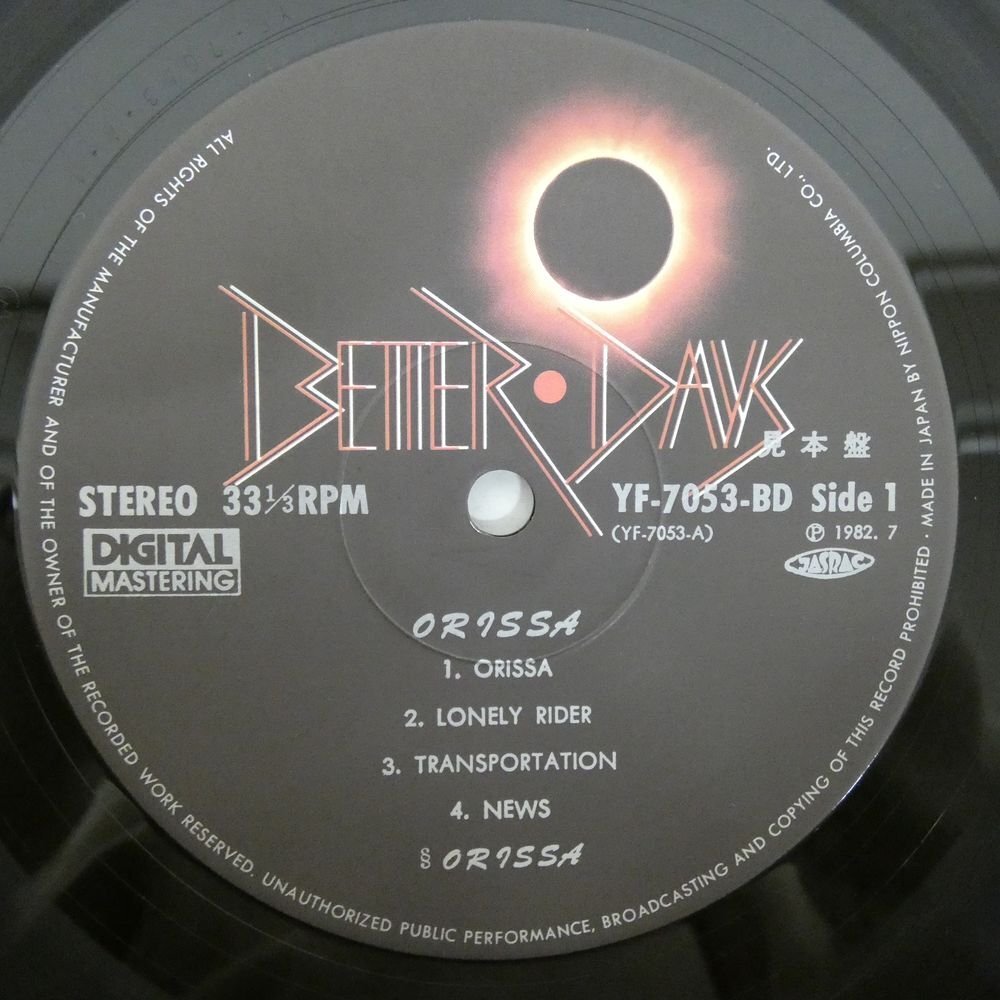 BETTER • DAYS
見本盤
STEREO 33⅓RPM
YF-7053-BD Side 1
(YF-7053-A)
Ⓟ 1982. 7
DIGITAL
MASTERING
JASRAC
ORISSA
1. ORiSSA
2. LONELY RIDER
3. TRANSPORTATION
4. NEWS
§ ORISSA
ALL RIGHTS OF THE MANUFACTURER AND OF THE OWNER OF THE RECORDED WORK RESERVED. UNAUTHORIZED PUBLIC PERFORMANCE, BROADCASTING AND COPYING OF THIS RECORD PROHIBITED · MADE IN JAPAN BY NIPPON COLUMBIA CO., LTD.